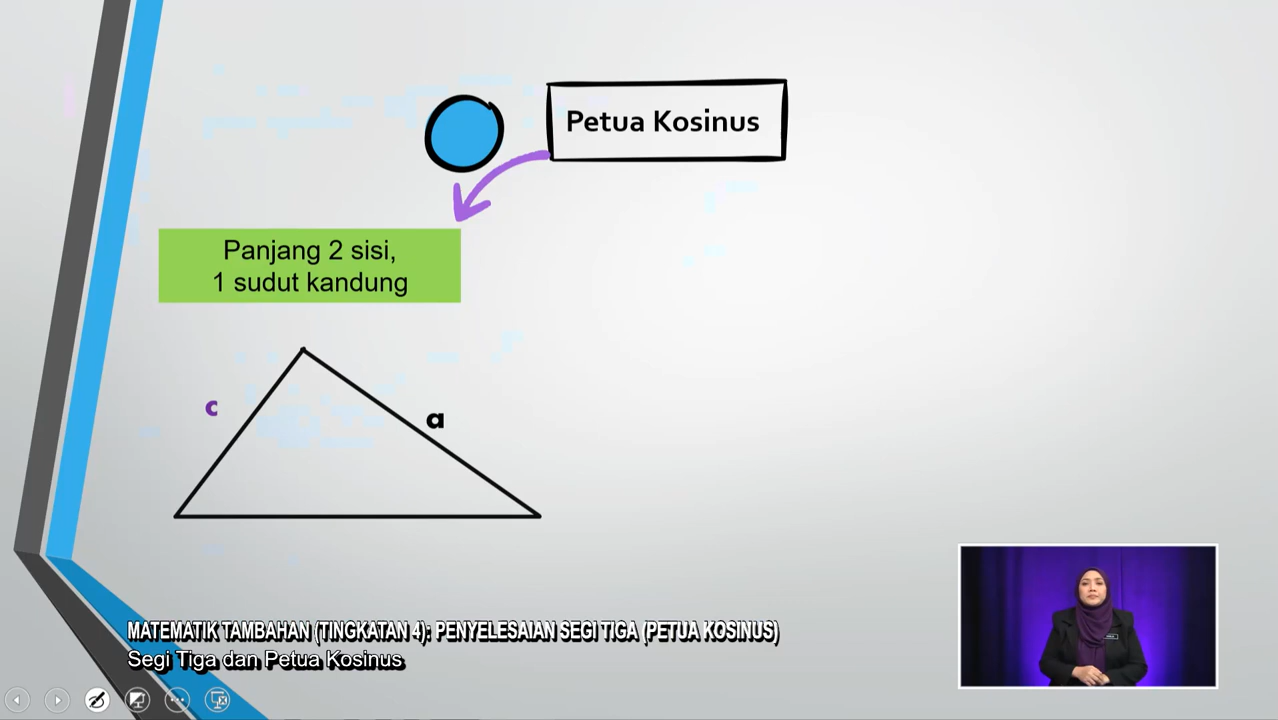 Petua Kosinus
Panjang 2 sisi,
1 sudut kandung
c
a
MATEMATIK TAMBAHAN (TINGKATAN 4): PENYELESAIAN SEGI TIGA (PETUA KOSINUS)
Segi Tiga dan Petua Kosinus